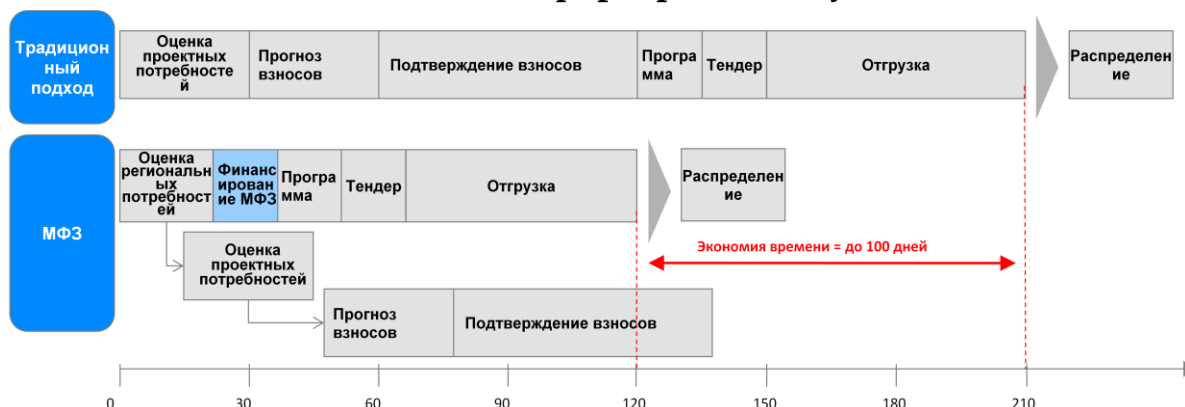 Традицион
ный
подход
Оценка
проектных
потребносте
й
Прогноз
взносов
Подтверждение взносов
Програ
мма
Тендер
Отгрузка
Распределен
ие
МФЗ
Оценка
региональн
ых
потребност
ей
Финанс
ирован
ие МФЗ
Програ
мма
Тендер
Отгрузка
Распределен
ие
Экономия времени = до 100 дней
Оценка
проектных
потребностей
Прогноз
взносов
Подтверждение взносов
0 30 60 90 120 150 180 210